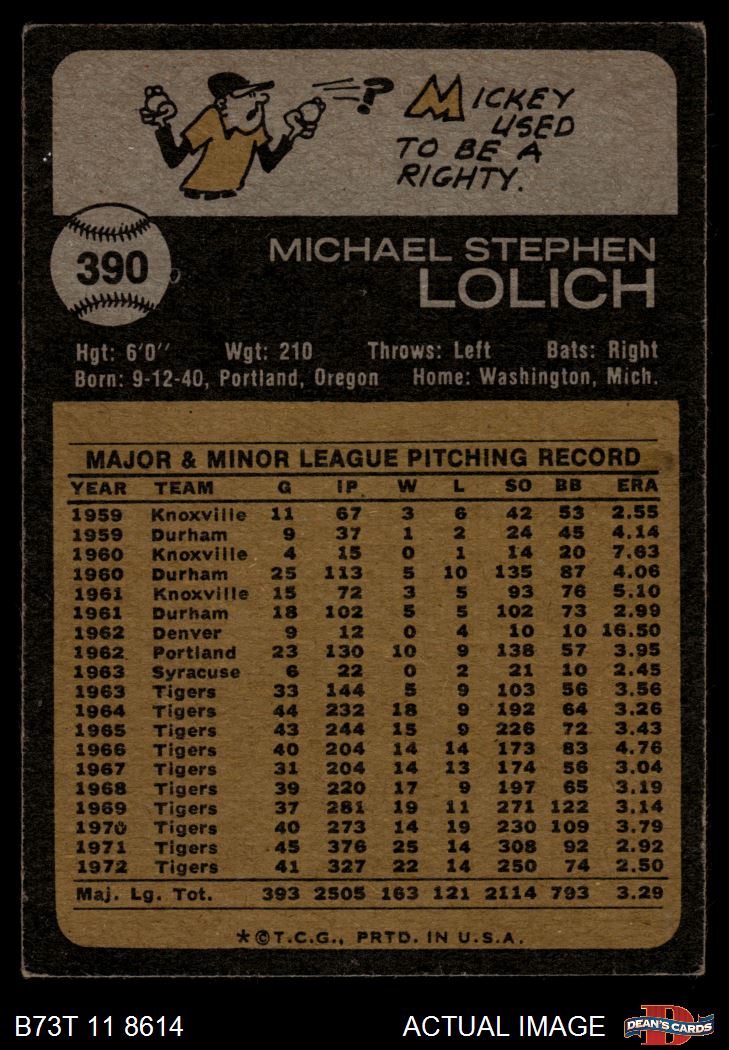 ?
MICKEY
USED
TO BE A
RIGHTY.
390
MICHAEL STEPHEN
LOLICH
Hgt: 6'0'' Wgt: 210 Throws: Left Bats: Right
Born: 9-12-40, Portland, Oregon Home: Washington, Mich.
MAJOR & MINOR LEAGUE PITCHING RECORD
YEAR TEAM G IP. W L SO BB ERA
1959 Knoxville 11 67 3 6 42 53 2.55
1959 Durham 9 37 1 2 24 45 4.14
1960 Knoxville 4 15 0 1 14 20 7.63
1960 Durham 25 113 5 10 135 87 4.06
1961 Knoxville 15 72 3 5 93 76 5.10
1961 Durham 18 102 5 5 102 73 2.99
1962 Denver 9 12 0 4 10 10 16.50
1962 Portland 23 130 10 9 138 57 3.95
1963 Syracuse 6 22 0 2 21 10 2.45
1963 Tigers 33 144 5 9 103 56 3.56
1964 Tigers 44 232 18 9 192 64 3.26
1965 Tigers 43 244 15 9 226 72 3.43
1966 Tigers 40 204 14 14 173 83 4.76
1967 Tigers 31 204 14 13 174 56 3.04
1968 Tigers 39 220 17 9 197 65 3.19
1969 Tigers 37 281 19 11 271 122 3.14
1970 Tigers 40 273 14 19 230 109 3.79
1971 Tigers 45 376 25 14 308 92 2.92
1972 Tigers 41 327 22 14 250 74 2.50
Maj. Lg. Tot. 393 2505 163 121 2114 793 3.29
*©T.C.G., PRTD. IN U.S.A.
B73T 11 8614 ACTUAL IMAGE
D
DEAN'S CARDS